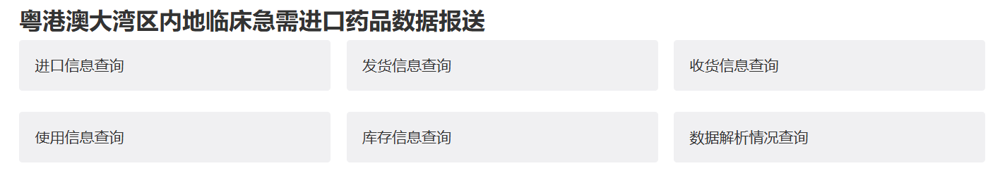 粤港澳大湾区内地临床急需进口药品数据报送
进口信息查询
发货信息查询
收货信息查询
使用信息查询
库存信息查询
数据解析情况查询